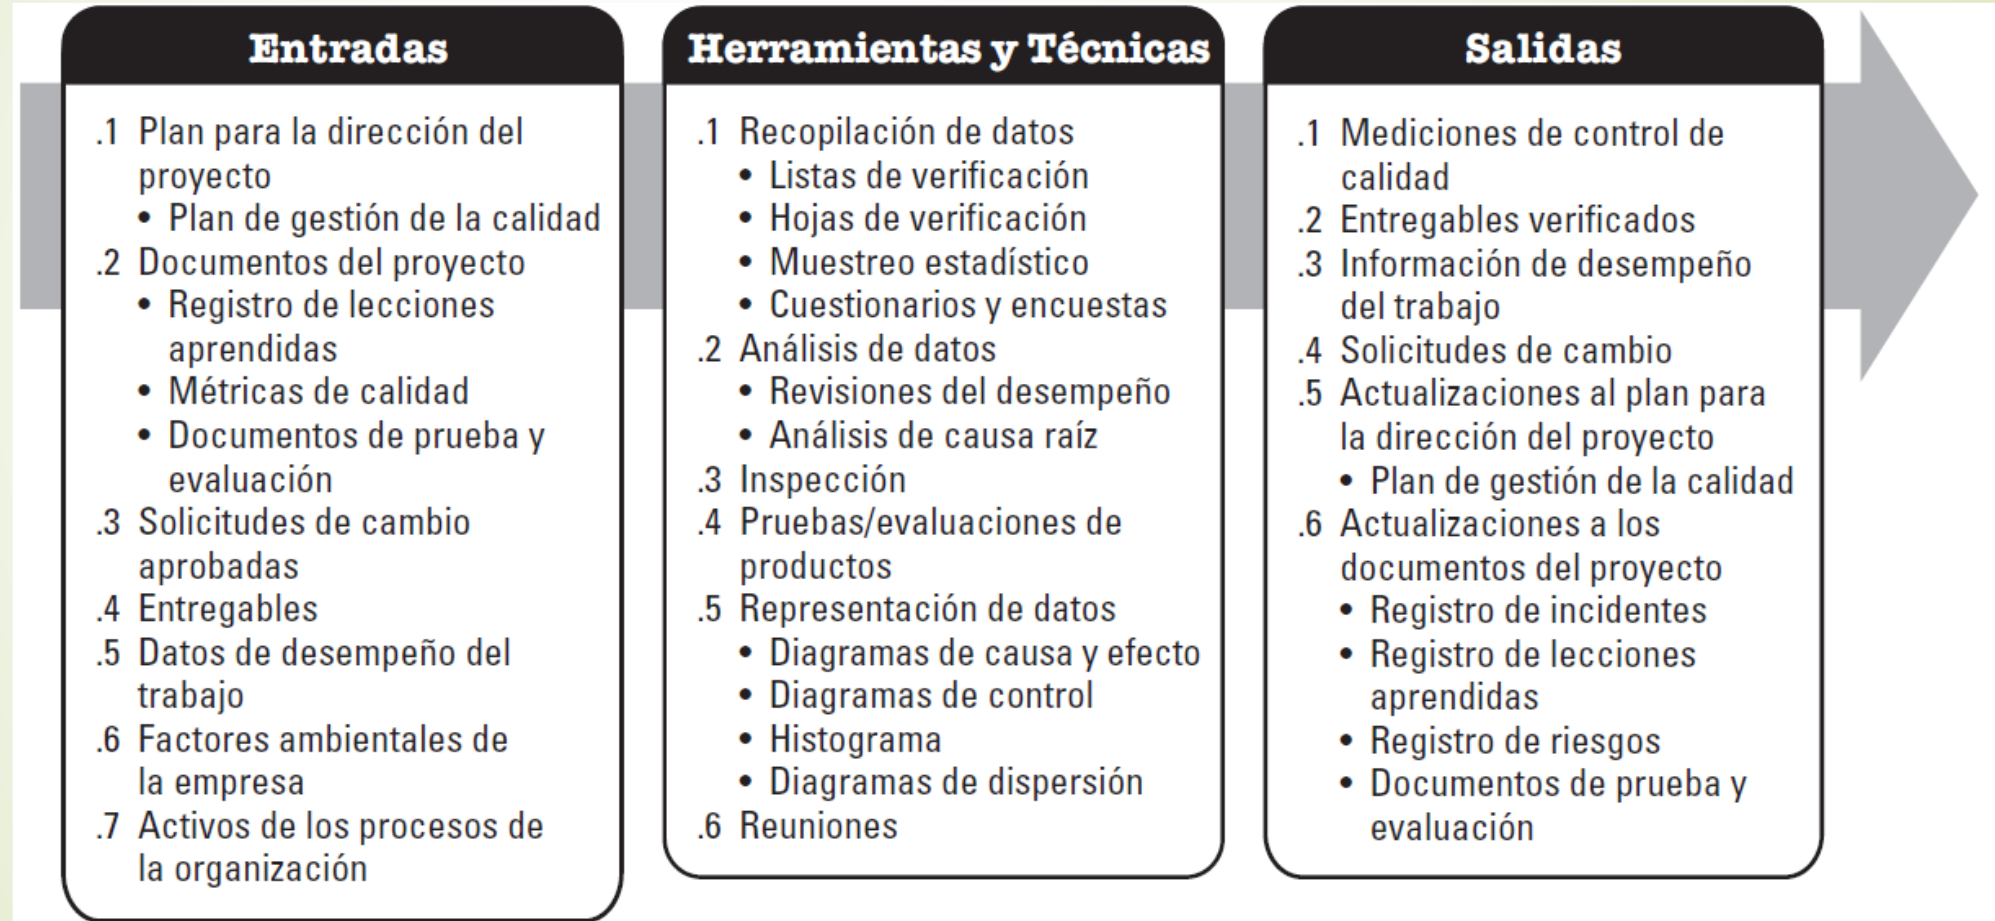 Entradas
.1 Plan para la dirección del
proyecto
• Plan de gestión de la calidad
.2 Documentos del proyecto
• Registro de lecciones
aprendidas
• Métricas de calidad
• Documentos de prueba y
evaluación
.3 Solicitudes de cambio
aprobadas
.4 Entregables
.5 Datos de desempeño del
trabajo
.6 Factores ambientales de
la empresa
.7 Activos de los procesos de
la organización
Herramientas y Técnicas
.1 Recopilación de datos
• Listas de verificación
• Hojas de verificación
• Muestreo estadístico
• Cuestionarios y encuestas
.2 Análisis de datos
• Revisiones del desempeño
• Análisis de causa raíz
.3 Inspección
.4 Pruebas/evaluaciones de
productos
.5 Representación de datos
• Diagramas de causa y efecto
• Diagramas de control
• Histograma
• Diagramas de dispersión
.6 Reuniones
Salidas
.1 Mediciones de control de
calidad
.2 Entregables verificados
.3 Información de desempeño
del trabajo
.4 Solicitudes de cambio
.5 Actualizaciones al plan para
la dirección del proyecto
• Plan de gestión de la calidad
.6 Actualizaciones a los
documentos del proyecto
• Registro de incidentes
• Registro de lecciones
aprendidas
• Registro de riesgos
• Documentos de prueba y
evaluación